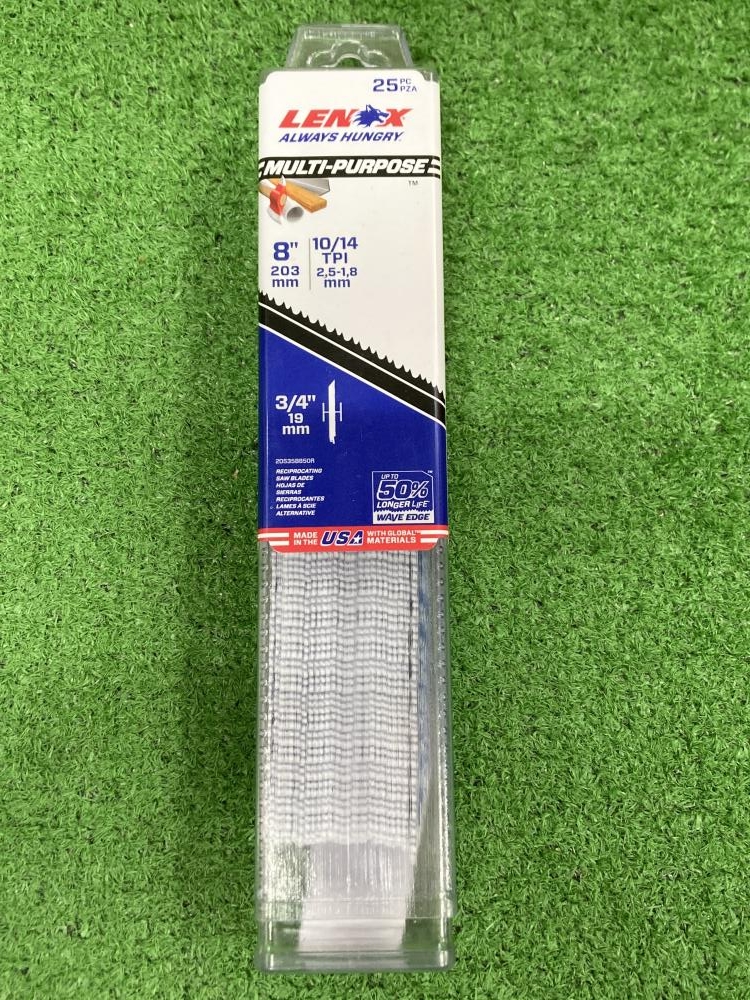 25 PC
PZA
LENOX
ALWAYS HUNGRY.
MULTI-PURPOSE
TM
8"
203
mm
10/14
TPI
2,5-1,8
mm
3/4"
19
mm
20535B850R
RECIPROCATING
SAW BLADES
HOJAS DE
SIERRAS
RECIPROCANTES
LAMES À SCIE
ALTERNATIVE
UP TO
50%
LONGER LIFE
WAVE EDGE
MADE
IN THE
USA
WITH GLOBAL
MATERIALS